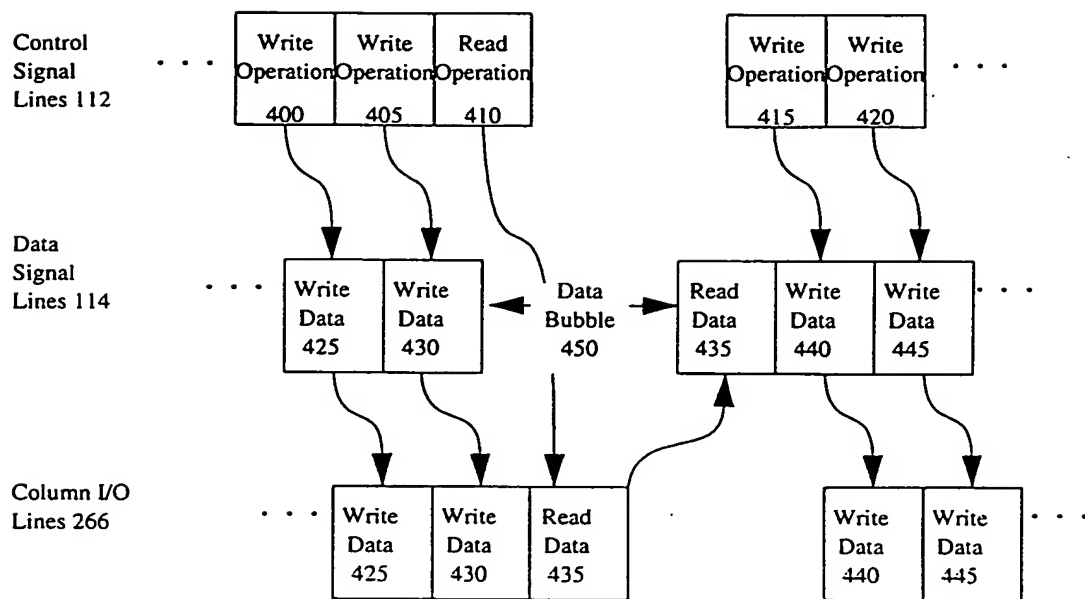 Control
Signal
Lines 112
. . .
Write
Operation
400
Write
Operation
405
Read
Operation
410
Write
Operation
415
Write
Operation
420
. . .
Data
Signal
Lines 114
. . .
Write
Data
425
Write
Data
430
Data
Bubble
450
Read
Data
435
Write
Data
440
Write
Data
445
. . .
Column I/O
Lines 266
. . .
Write
Data
425
Write
Data
430
Read
Data
435
Write
Data
440
Write
Data
445
. . .